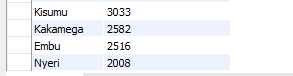 Kisumu 3033
Kakamega 2582
Embu 2516
Nyeri 2008